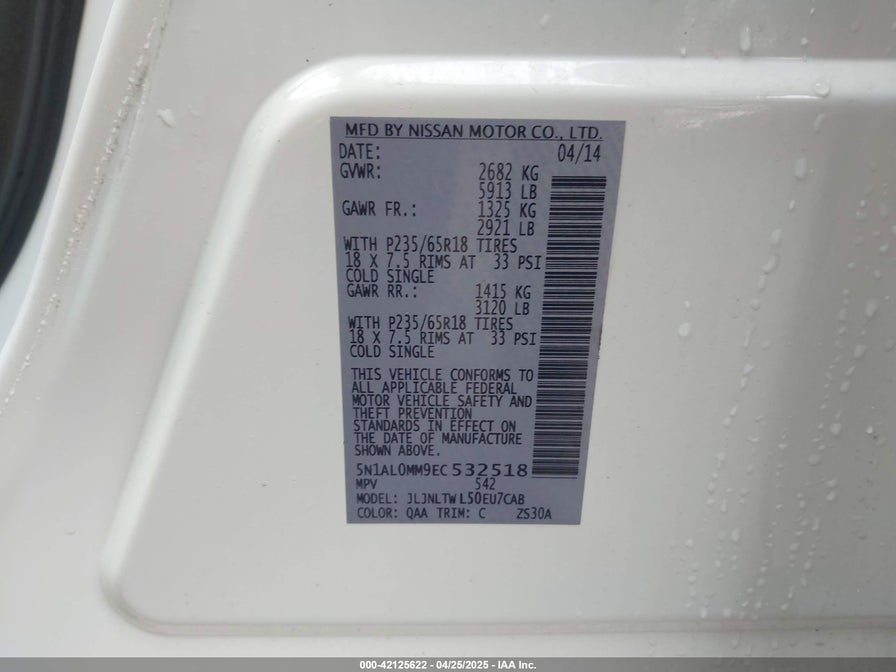 MFD BY NISSAN MOTOR CO., LTD.
DATE: 04/14
GVWR: 2682 KG
5913 LB
GAWR FR.: 1325 KG
2921 LB
WITH P235/65R18 TIRES
18 X 7.5 RIMS AT 33 PSI
COLD SINGLE
GAWR RR.: 1415 KG
3120 LB
WITH P235/65R18 TIRES
18 X 7.5 RIMS AT 33 PSI
COLD SINGLE
THIS VEHICLE CONFORMS TO
ALL APPLICABLE FEDERAL
MOTOR VEHICLE SAFETY AND
THEFT PREVENTION
STANDARDS IN EFFECT ON
THE DATE OF MANUFACTURE
SHOWN ABOVE.
5N1AL0MM9EC532518
MPV 542
MODEL: JLJNLTWL50EU7CAB
COLOR: QAA TRIM: C ZS30A
000-42125622 - 04/25/2025 - IAA Inc.